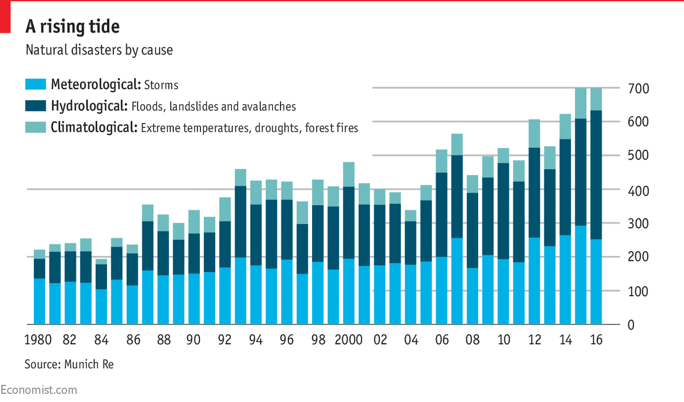 A rising tide
Natural disasters by cause
Meteorological: Storms
Hydrological: Floods, landslides and avalanches
Climatological: Extreme temperatures, droughts, forest fires
700
600
500
400
300
200
100
0
1980 82 84 86 88 90 92 94 96 98 2000 02 04 06 08 10 12 14 16
Source: Munich Re
Economist.com